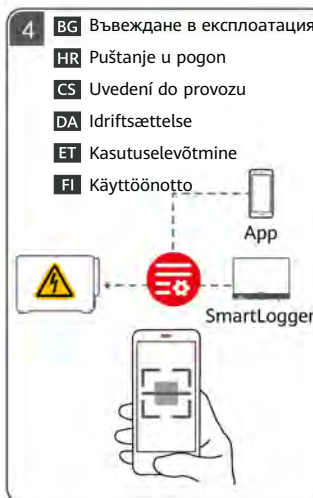 4
BG Въвеждане в експлоатация
HR Puštanje u pogon
CS Uvedení do provozu
DA Idriftsættelse
ET Kasutuselevõtmine
FI Käyttöönotto
App
SmartLogger